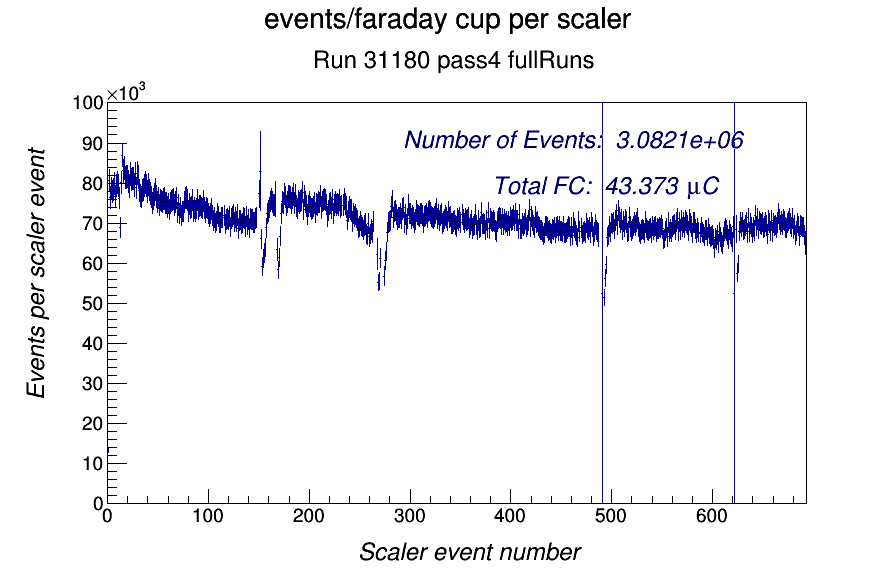 events/faraday cup per scaler
Run 31180 pass4 fullRuns
×10³
100
90
80
70
60
50
40
30
20
10
0
Number of Events: 3.0821e+06
Total FC: 43.373 μC
Events per scaler event
0 100 200 300 400 500 600
Scaler event number